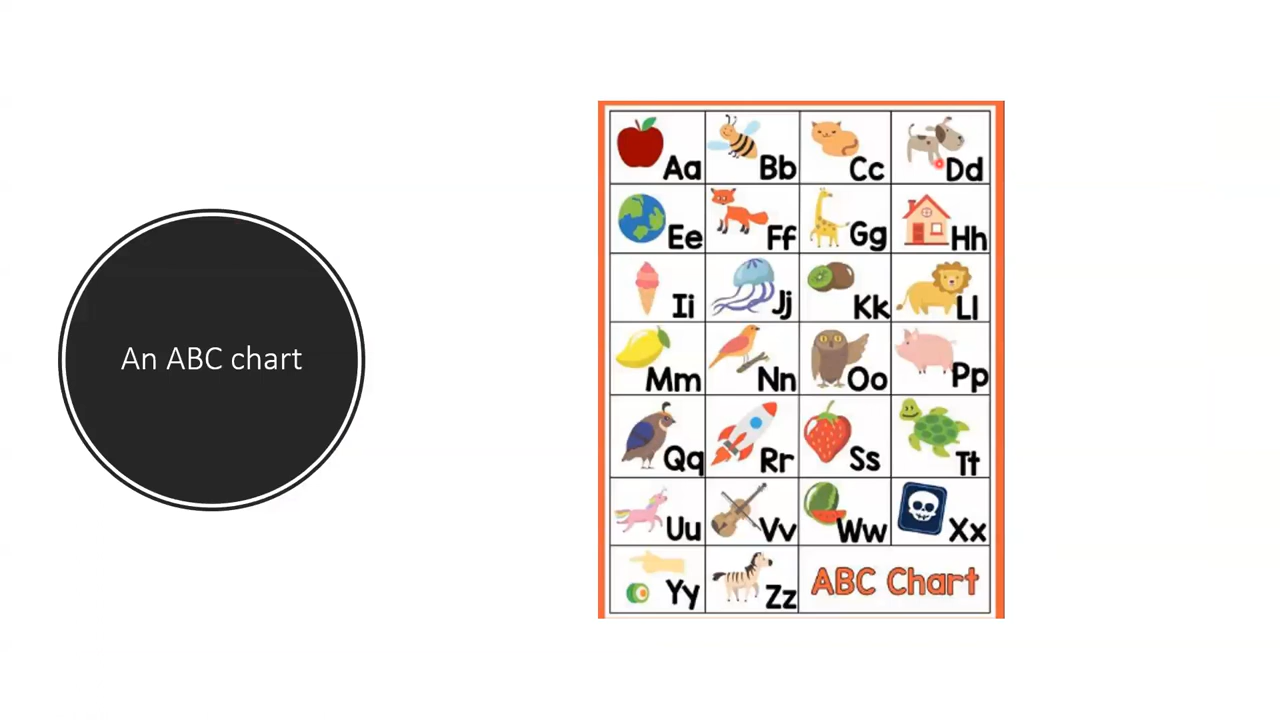 An ABC chart
Aa Bb Cc Dd
Ee Ff Gg Hh
Ii Jj Kk Ll
Mm Nn Oo Pp
Qq Rr Ss Tt
Uu Vv Ww Xx
Yy Zz ABC Chart